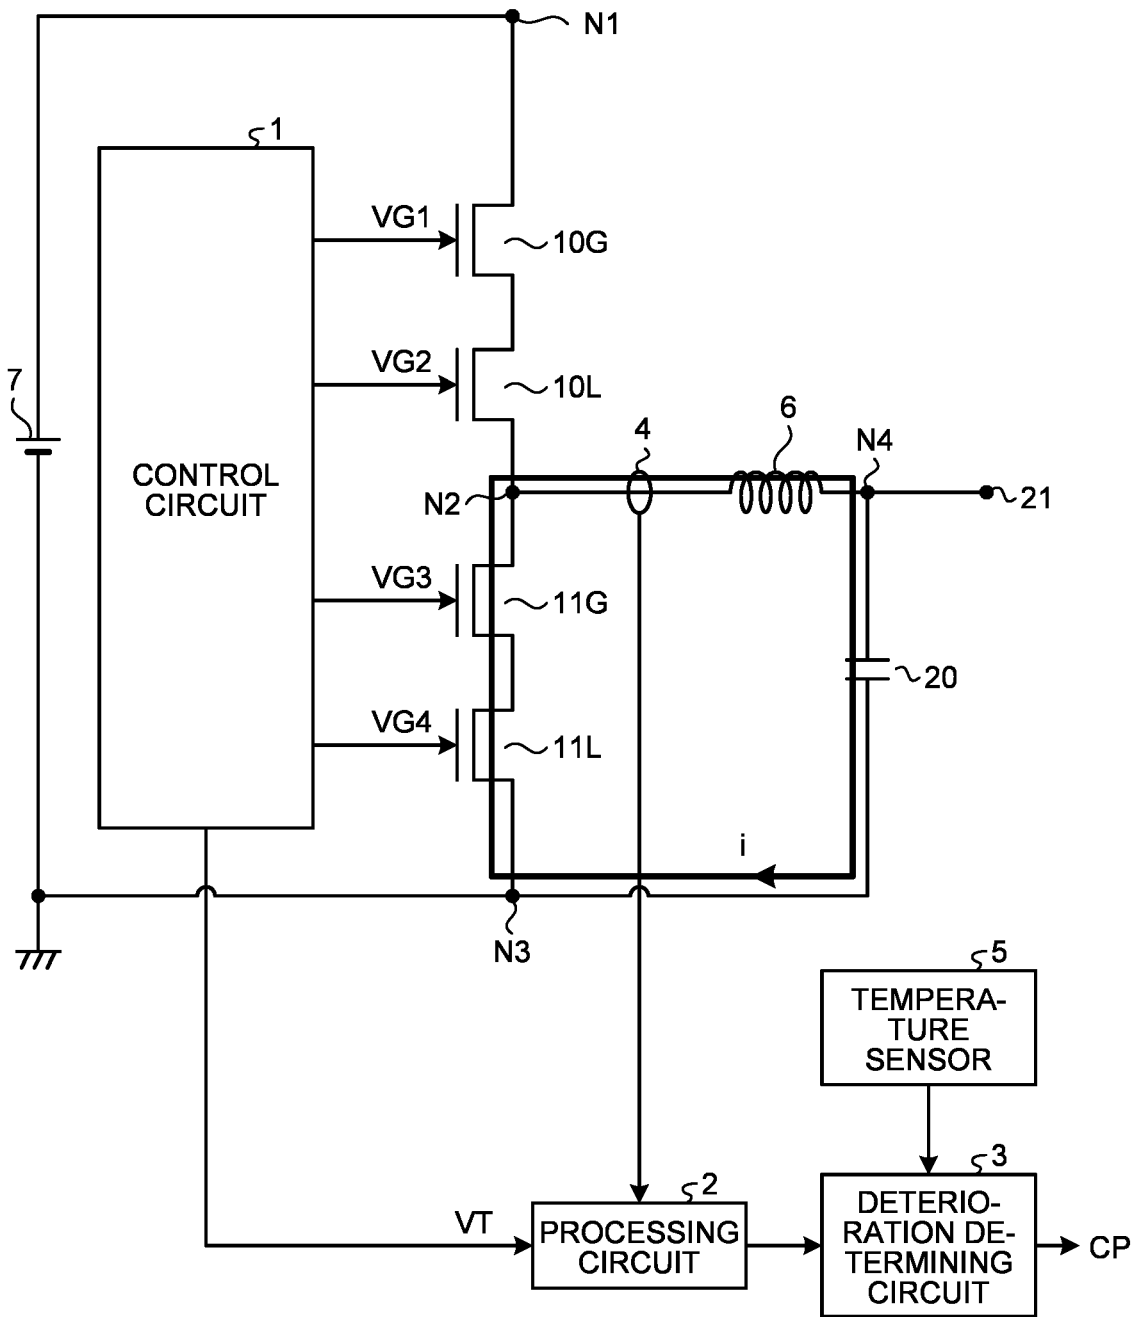 N1
1
VG1
10G
VG2
10L
7
6
4
N4
CONTROL
CIRCUIT
N2
21
VG3
11G
20
VG4
11L
i
N3
5
TEMPERA-
TURE
SENSOR
3
2
DETERIO-
RATION DE-
TERMINING
CIRCUIT
VT
PROCESSING
CIRCUIT
CP